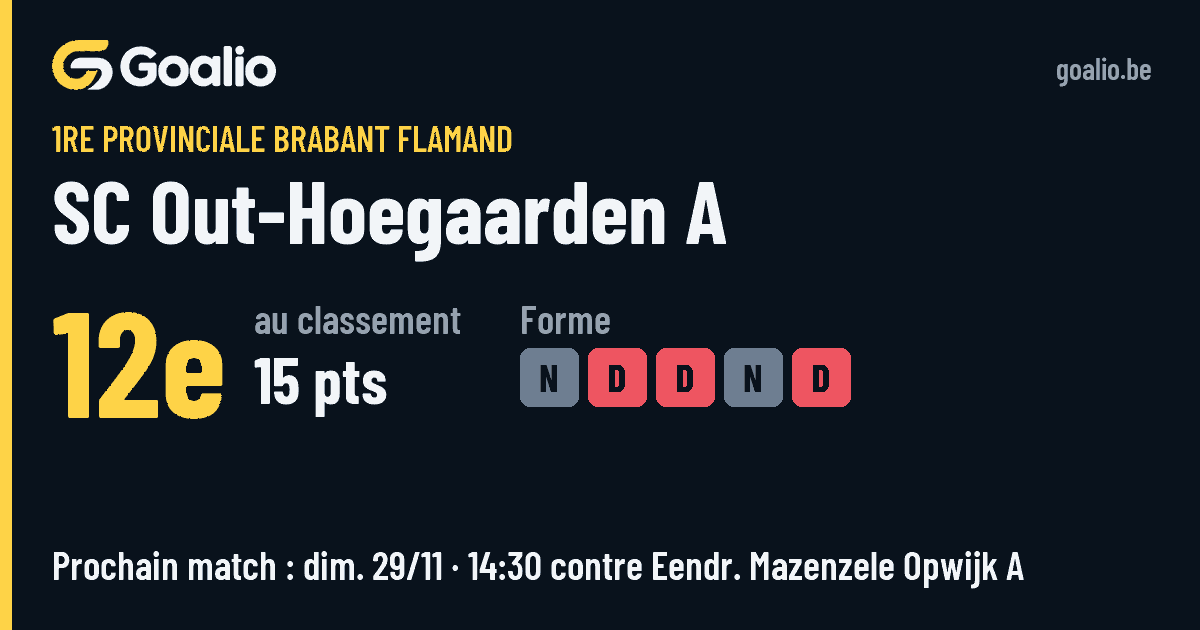 Goalio
goalio.be
1RE PROVINCIALE BRABANT FLAMAND
SC Out-Hoegaarden A
12e
au classement
15 pts
Forme
N D D N D
Prochain match : dim. 29/11 · 14:30 contre Eendr. Mazenzele Opwijk A